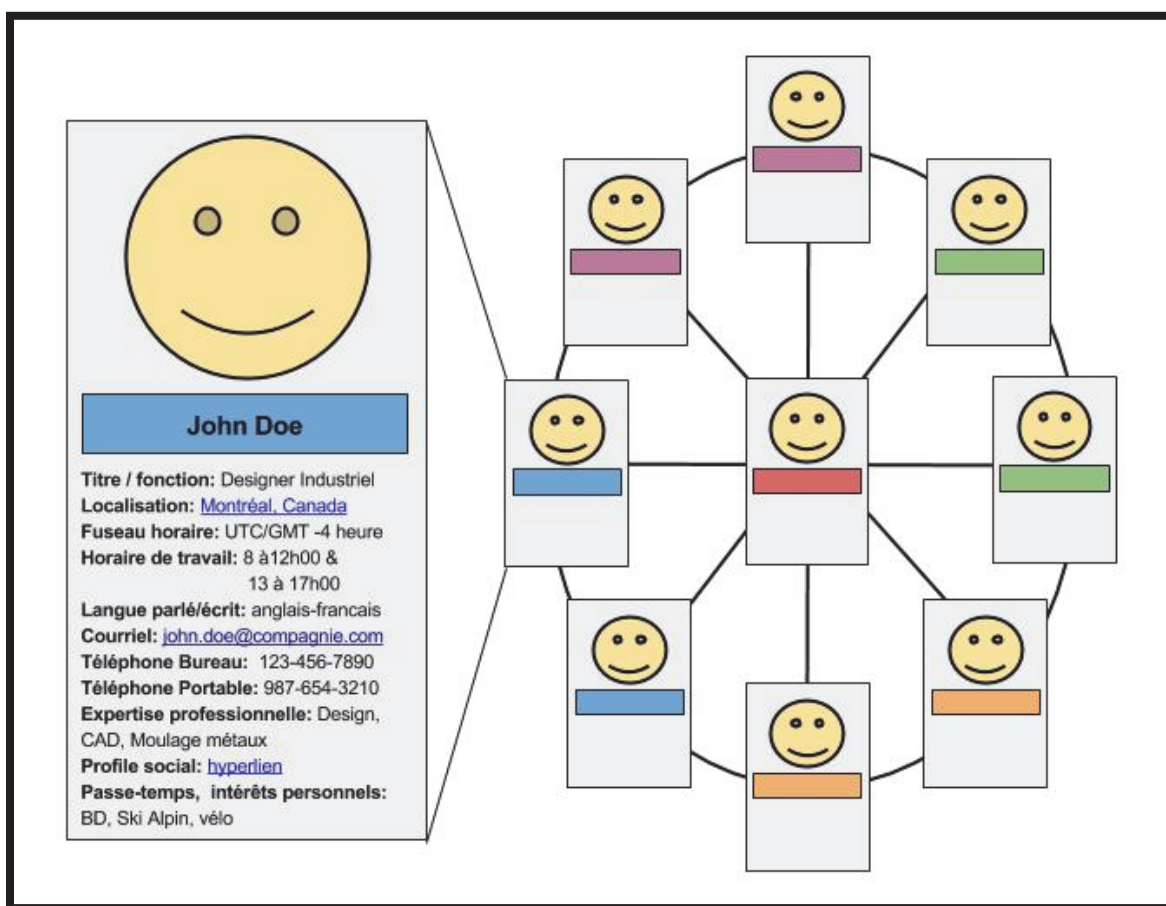 John Doe
Titre / fonction: Designer Industriel
Localisation: Montréal, Canada
Fuseau horaire: UTC/GMT -4 heure
Horaire de travail: 8 à12h00 &
13 à 17h00
Langue parlé/écrit: anglais-francais
Courriel: john.doe@compagnie.com
Téléphone Bureau: 123-456-7890
Téléphone Portable: 987-654-3210
Expertise professionnelle: Design,
CAD, Moulage métaux
Profile social: hyperlien
Passe-temps, intérêts personnels:
BD, Ski Alpin, vélo